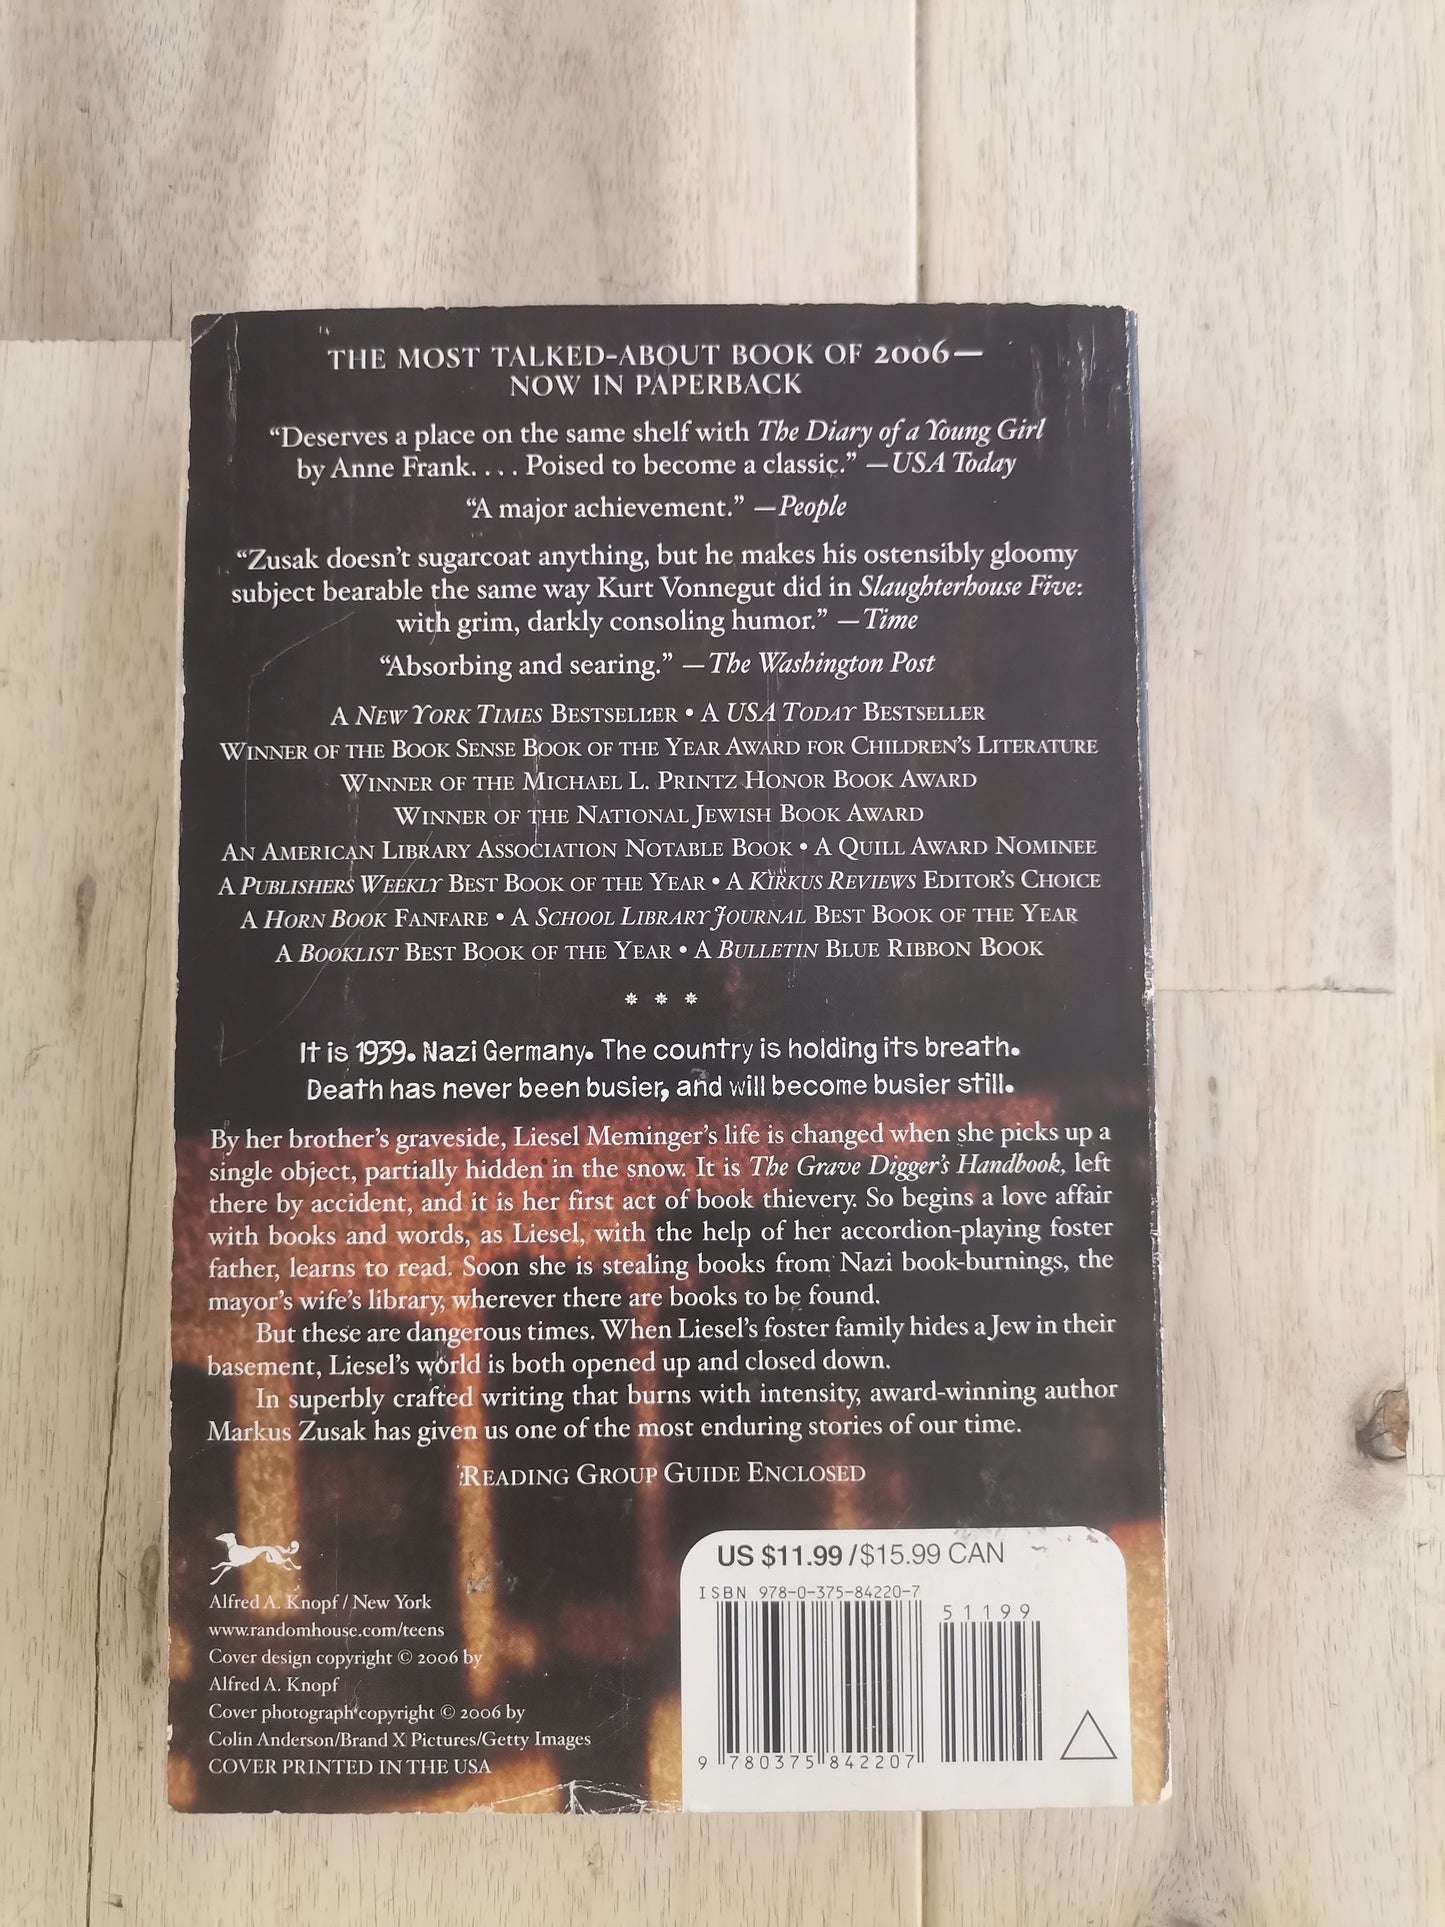 THE MOST TALKED-ABOUT BOOK OF 2006—
NOW IN PAPERBACK
“Deserves a place on the same shelf with The Diary of a Young Girl
by Anne Frank. . . . Poised to become a classic.” —USA Today
“A major achievement.” —People
“Zusak doesn’t sugarcoat anything, but he makes his ostensibly gloomy
subject bearable the same way Kurt Vonnegut did in Slaughterhouse Five:
with grim, darkly consoling humor.” —Time
“Absorbing and searing.” —The Washington Post
A NEW YORK TIMES BESTSELLER • A USA TODAY BESTSELLER
WINNER OF THE BOOK SENSE BOOK OF THE YEAR AWARD FOR CHILDREN’S LITERATURE
WINNER OF THE MICHAEL L. PRINTZ HONOR BOOK AWARD
WINNER OF THE NATIONAL JEWISH BOOK AWARD
AN AMERICAN LIBRARY ASSOCIATION NOTABLE BOOK • A QUILL AWARD NOMINEE
A PUBLISHERS WEEKLY BEST BOOK OF THE YEAR • A KIRKUS REVIEWS EDITOR’S CHOICE
A HORN BOOK FANFARE • A SCHOOL LIBRARY JOURNAL BEST BOOK OF THE YEAR
A BOOKLIST BEST BOOK OF THE YEAR • A BULLETIN BLUE RIBBON BOOK
It is 1939. Nazi Germany. The country is holding its breath.
Death has never been busier, and will become busier still.
By her brother’s graveside, Liesel Meminger’s life is changed when she picks up a
single object, partially hidden in the snow. It is The Grave Digger’s Handbook, left
there by accident, and it is her first act of book thievery. So begins a love affair
with books and words, as Liesel, with the help of her accordion-playing foster
father, learns to read. Soon she is stealing books from Nazi book-burnings, the
mayor’s wife’s library, wherever there are books to be found.
But these are dangerous times. When Liesel’s foster family hides a Jew in their
basement, Liesel’s world is both opened up and closed down.
In superbly crafted writing that burns with intensity, award-winning author
Markus Zusak has given us one of the most enduring stories of our time.
READING GROUP GUIDE ENCLOSED
Alfred A. Knopf / New York
www.randomhouse.com/teens
Cover design copyright © 2006 by
Alfred A. Knopf
Cover photograph copyright © 2006 by
Colin Anderson/Brand X Pictures/Getty Images
COVER PRINTED IN THE USA
US $11.99 / $15.99 CAN
ISBN 978-0-375-84220-7
51199
9 780375 842207